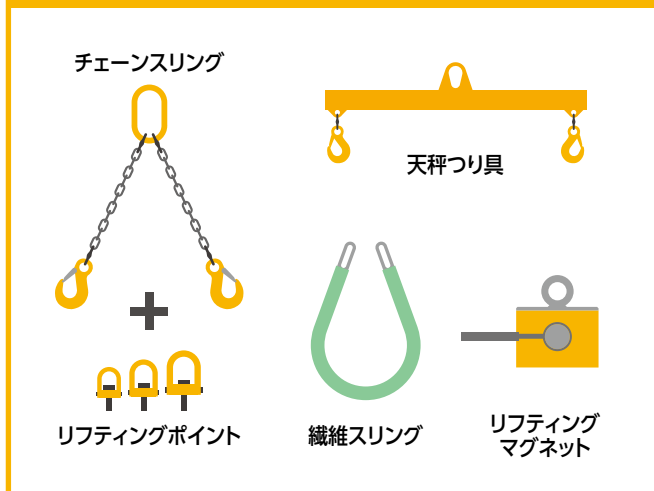 チェーンスリング
天秤つり具
リフティングポイント
繊維スリング
リフティング
マグネット